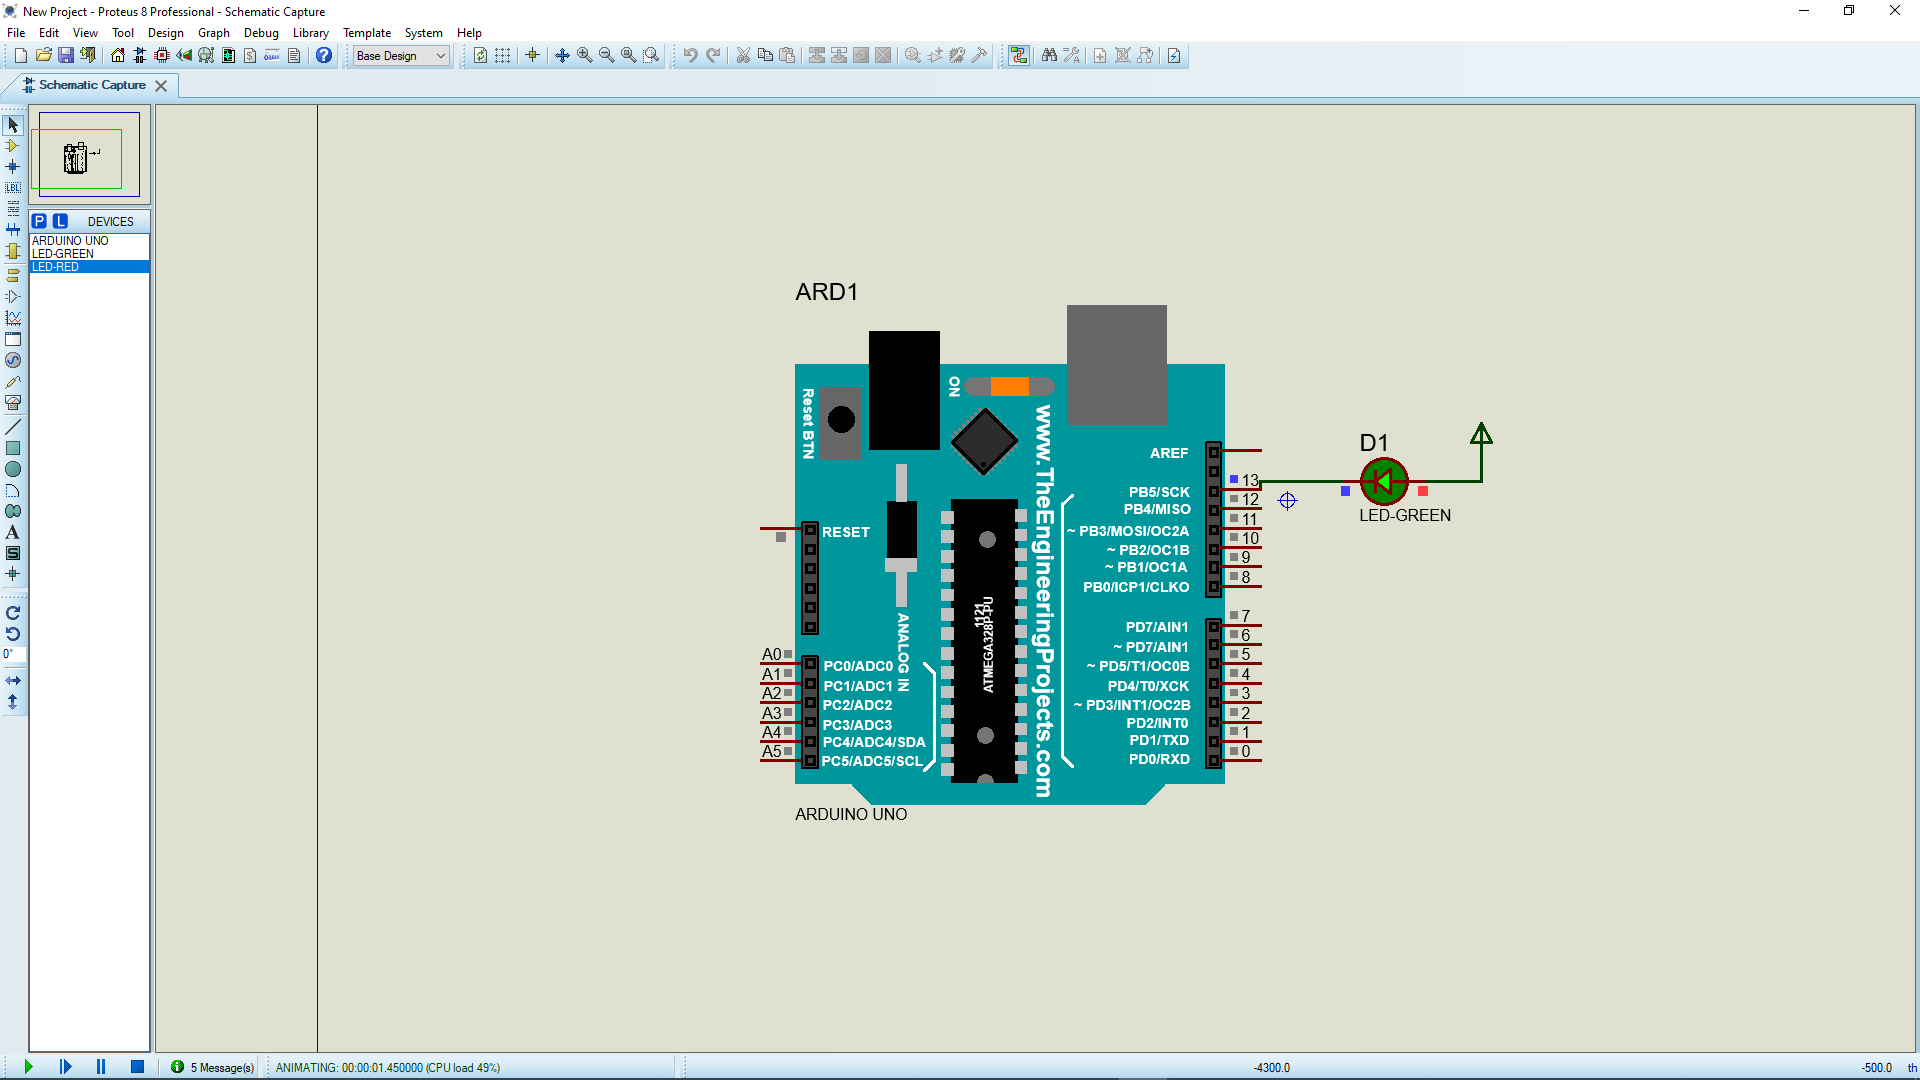 New Project - Proteus 8 Professional - Schematic Capture
File Edit View Tool Design Graph Debug Library Template System Help
Base Design
Schematic Capture
LBL
P L DEVICES
ARDUINO UNO
LED-GREEN
LED-RED
A
S
0°
ARD1
ON
Reset BTN
www.TheEngineeringProjects.com
RESET
ANALOG IN
1121
ATMEGA328P-PU
A0 PC0/ADC0
A1 PC1/ADC1
A2 PC2/ADC2
A3 PC3/ADC3
A4 PC4/ADC4/SDA
A5 PC5/ADC5/SCL
AREF
PB5/SCK 13
PB4/MISO 12
~ PB3/MOSI/OC2A 11
~ PB2/OC1B 10
~ PB1/OC1A 9
PB0/ICP1/CLKO 8
PD7/AIN1 7
~ PD7/AIN1 6
~ PD5/T1/OC0B 5
PD4/T0/XCK 4
~ PD3/INT1/OC2B 3
PD2/INT0 2
PD1/TXD 1
PD0/RXD 0
ARDUINO UNO
D1
LED-GREEN
5 Message(s)
ANIMATING: 00:00:01.450000 (CPU load 49%)
-4300.0
-500.0 th